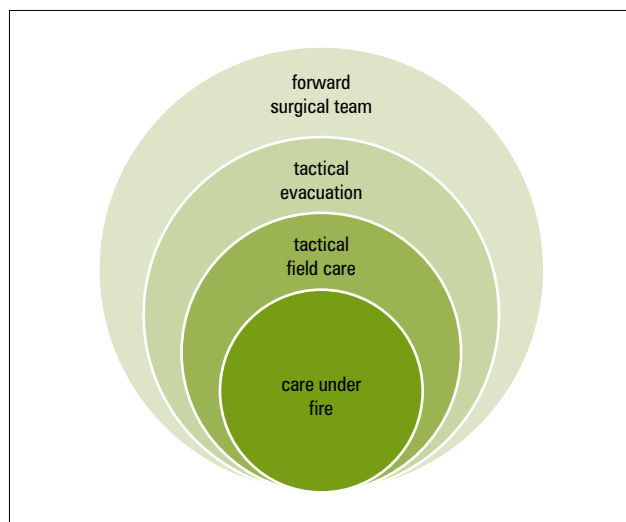 forward
surgical team
tactical
evacuation
tactical
field care
care under
fire